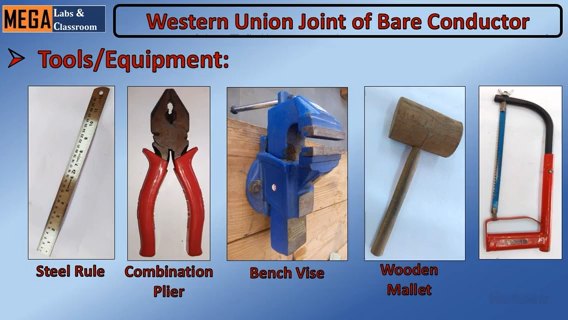 MEGA Labs & Classroom
Western Union Joint of Bare Conductor
Tools/Equipment:
Steel Rule
Combination Plier
Bench Vise
Wooden Mallet